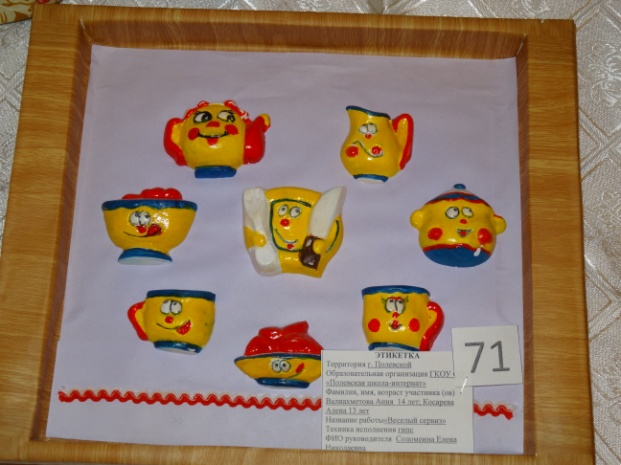 71
ЭТИКЕТКА
Территория г. Полевской
Образовательная организация ГКОУ
«Полевская школа-интернат»
Фамилия, имя, возраст участника (ов)
Валиахметова Анна 14 лет; Косарева
Алена 13 лет
Название работы «Веселый сервиз»
Техника исполнения гипс
ФИО руководителя Соломеина Елена
Николаевна